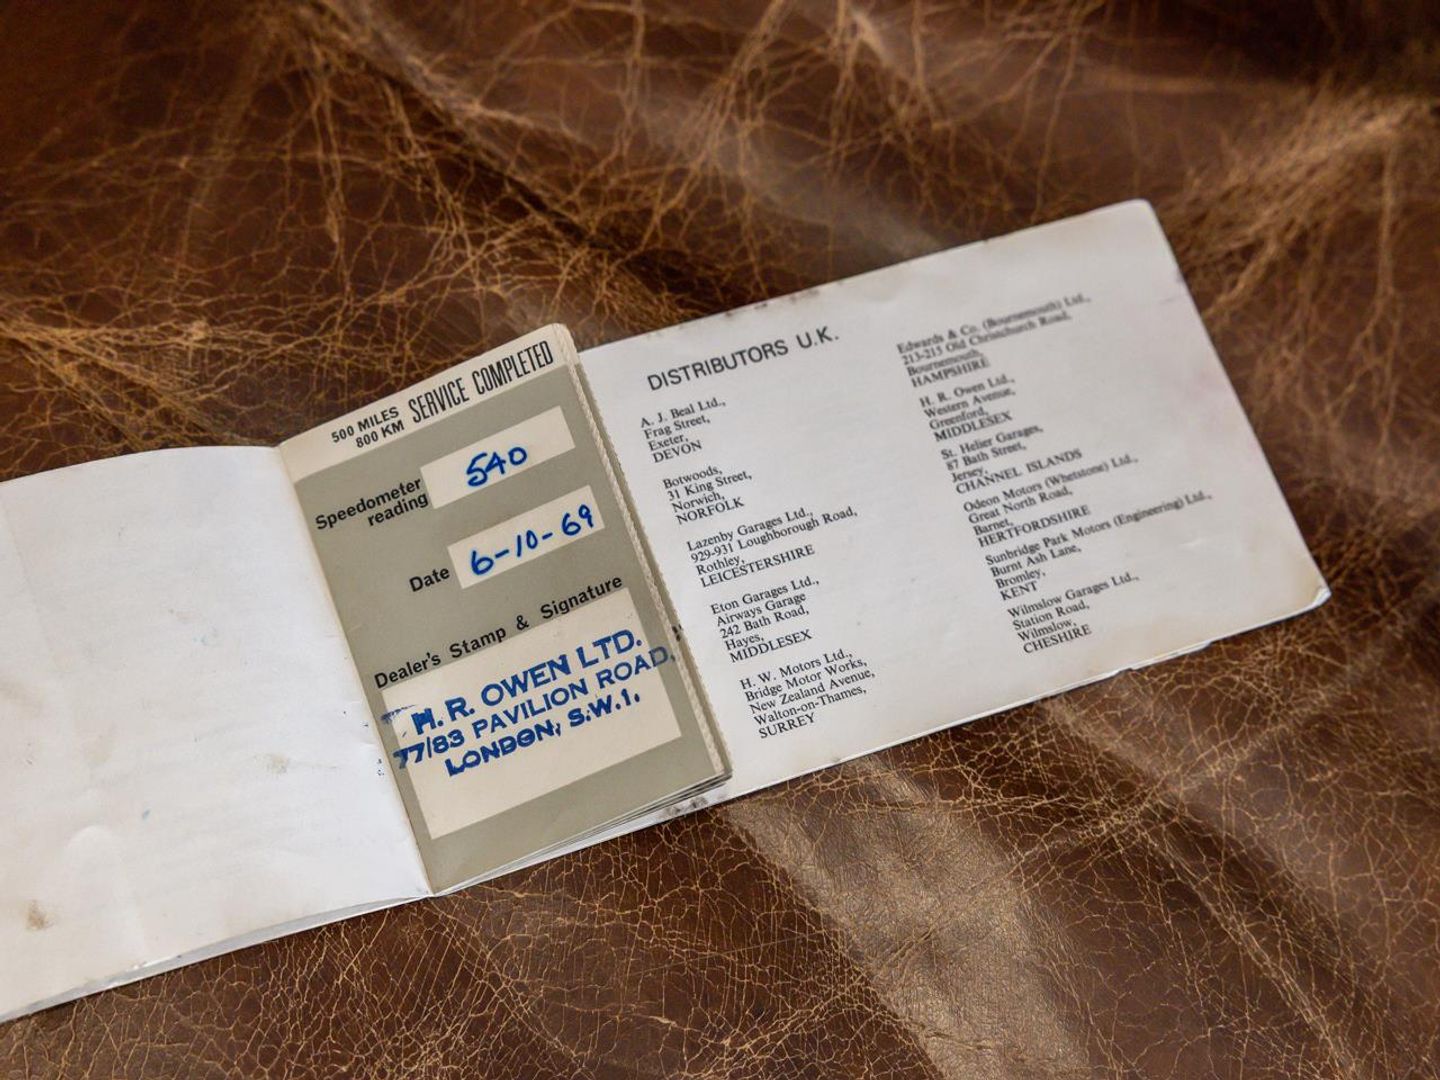 500 MILES
800 KM SERVICE COMPLETED
Speedometer
reading
540
Date 6-10-69
Dealer's Stamp & Signature
H. R. OWEN LTD.
77/83 PAVILION ROAD,
LONDON, S.W.1.
DISTRIBUTORS U.K.
A. J. Beal Ltd.,
Frag Street,
Exeter,
DEVON
Botwoods,
31 King Street,
Norwich,
NORFOLK
Lazenby Garages Ltd.,
929-931 Loughborough Road,
Rothley,
LEICESTERSHIRE
Eton Garages Ltd.,
Airways Garage
242 Bath Road,
Hayes,
MIDDLESEX
H. W. Motors Ltd.,
Bridge Motor Works,
New Zealand Avenue,
Walton-on-Thames,
SURREY
Edwards & Co. (Bournemouth) Ltd.,
213-215 Old Christchurch Road,
Bournemouth,
HAMPSHIRE
H. R. Owen Ltd.,
Western Avenue,
Greenford,
MIDDLESEX
St. Helier Garages,
87 Bath Street,
Jersey,
CHANNEL ISLANDS
Odeon Motors (Whetstone) Ltd.,
Great North Road,
Barnet,
HERTFORDSHIRE
Sunbridge Park Motors (Engineering) Ltd.,
Burnt Ash Lane,
Bromley,
KENT
Wilmslow Garages Ltd.,
Station Road,
Wilmslow,
CHESHIRE